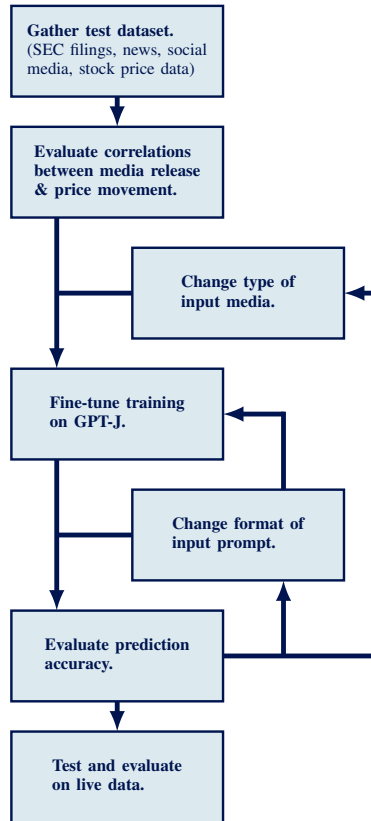 Gather test dataset.
(SEC filings, news, social
media, stock price data)
Evaluate correlations
between media release
& price movement.
Change type of
input media.
Fine-tune training
on GPT-J.
Change format of
input prompt.
Evaluate prediction
accuracy.
Test and evaluate
on live data.